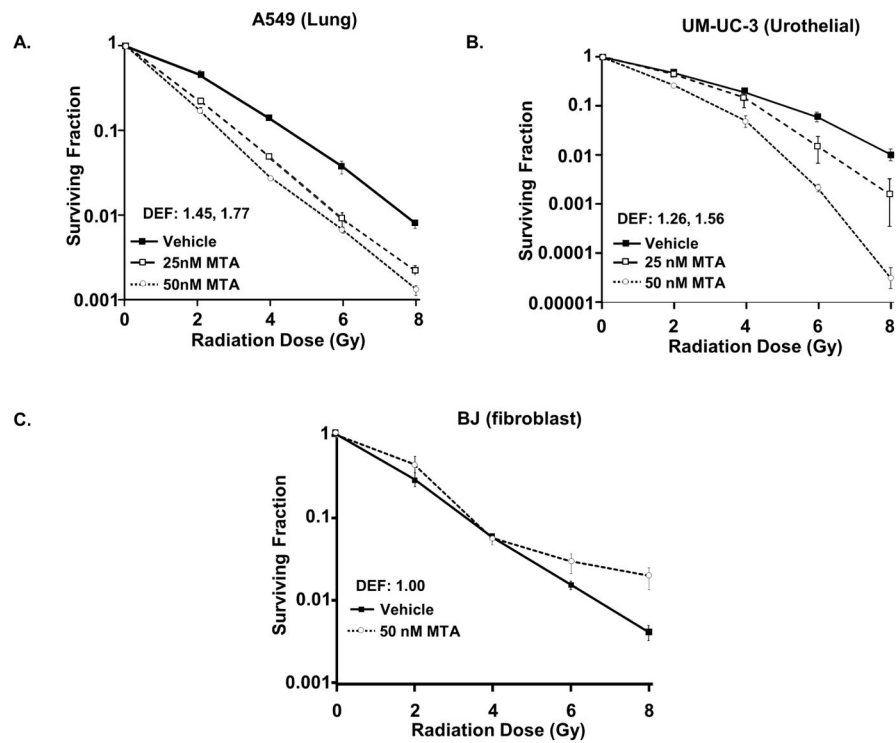 A.
A549 (Lung)
Surviving Fraction
1
0.1
0.01
0.001
DEF: 1.45, 1.77
Vehicle
25nM MTA
50nM MTA
0 2 4 6 8
Radiation Dose (Gy)
B.
UM-UC-3 (Urothelial)
Surviving Fraction
1
0.1
0.01
0.001
0.0001
0.00001
DEF: 1.26, 1.56
Vehicle
25 nM MTA
50 nM MTA
0 2 4 6 8
Radiation Dose (Gy)
C.
BJ (fibroblast)
Surviving Fraction
1
0.1
0.01
0.001
DEF: 1.00
Vehicle
50 nM MTA
0 2 4 6 8
Radiation Dose (Gy)